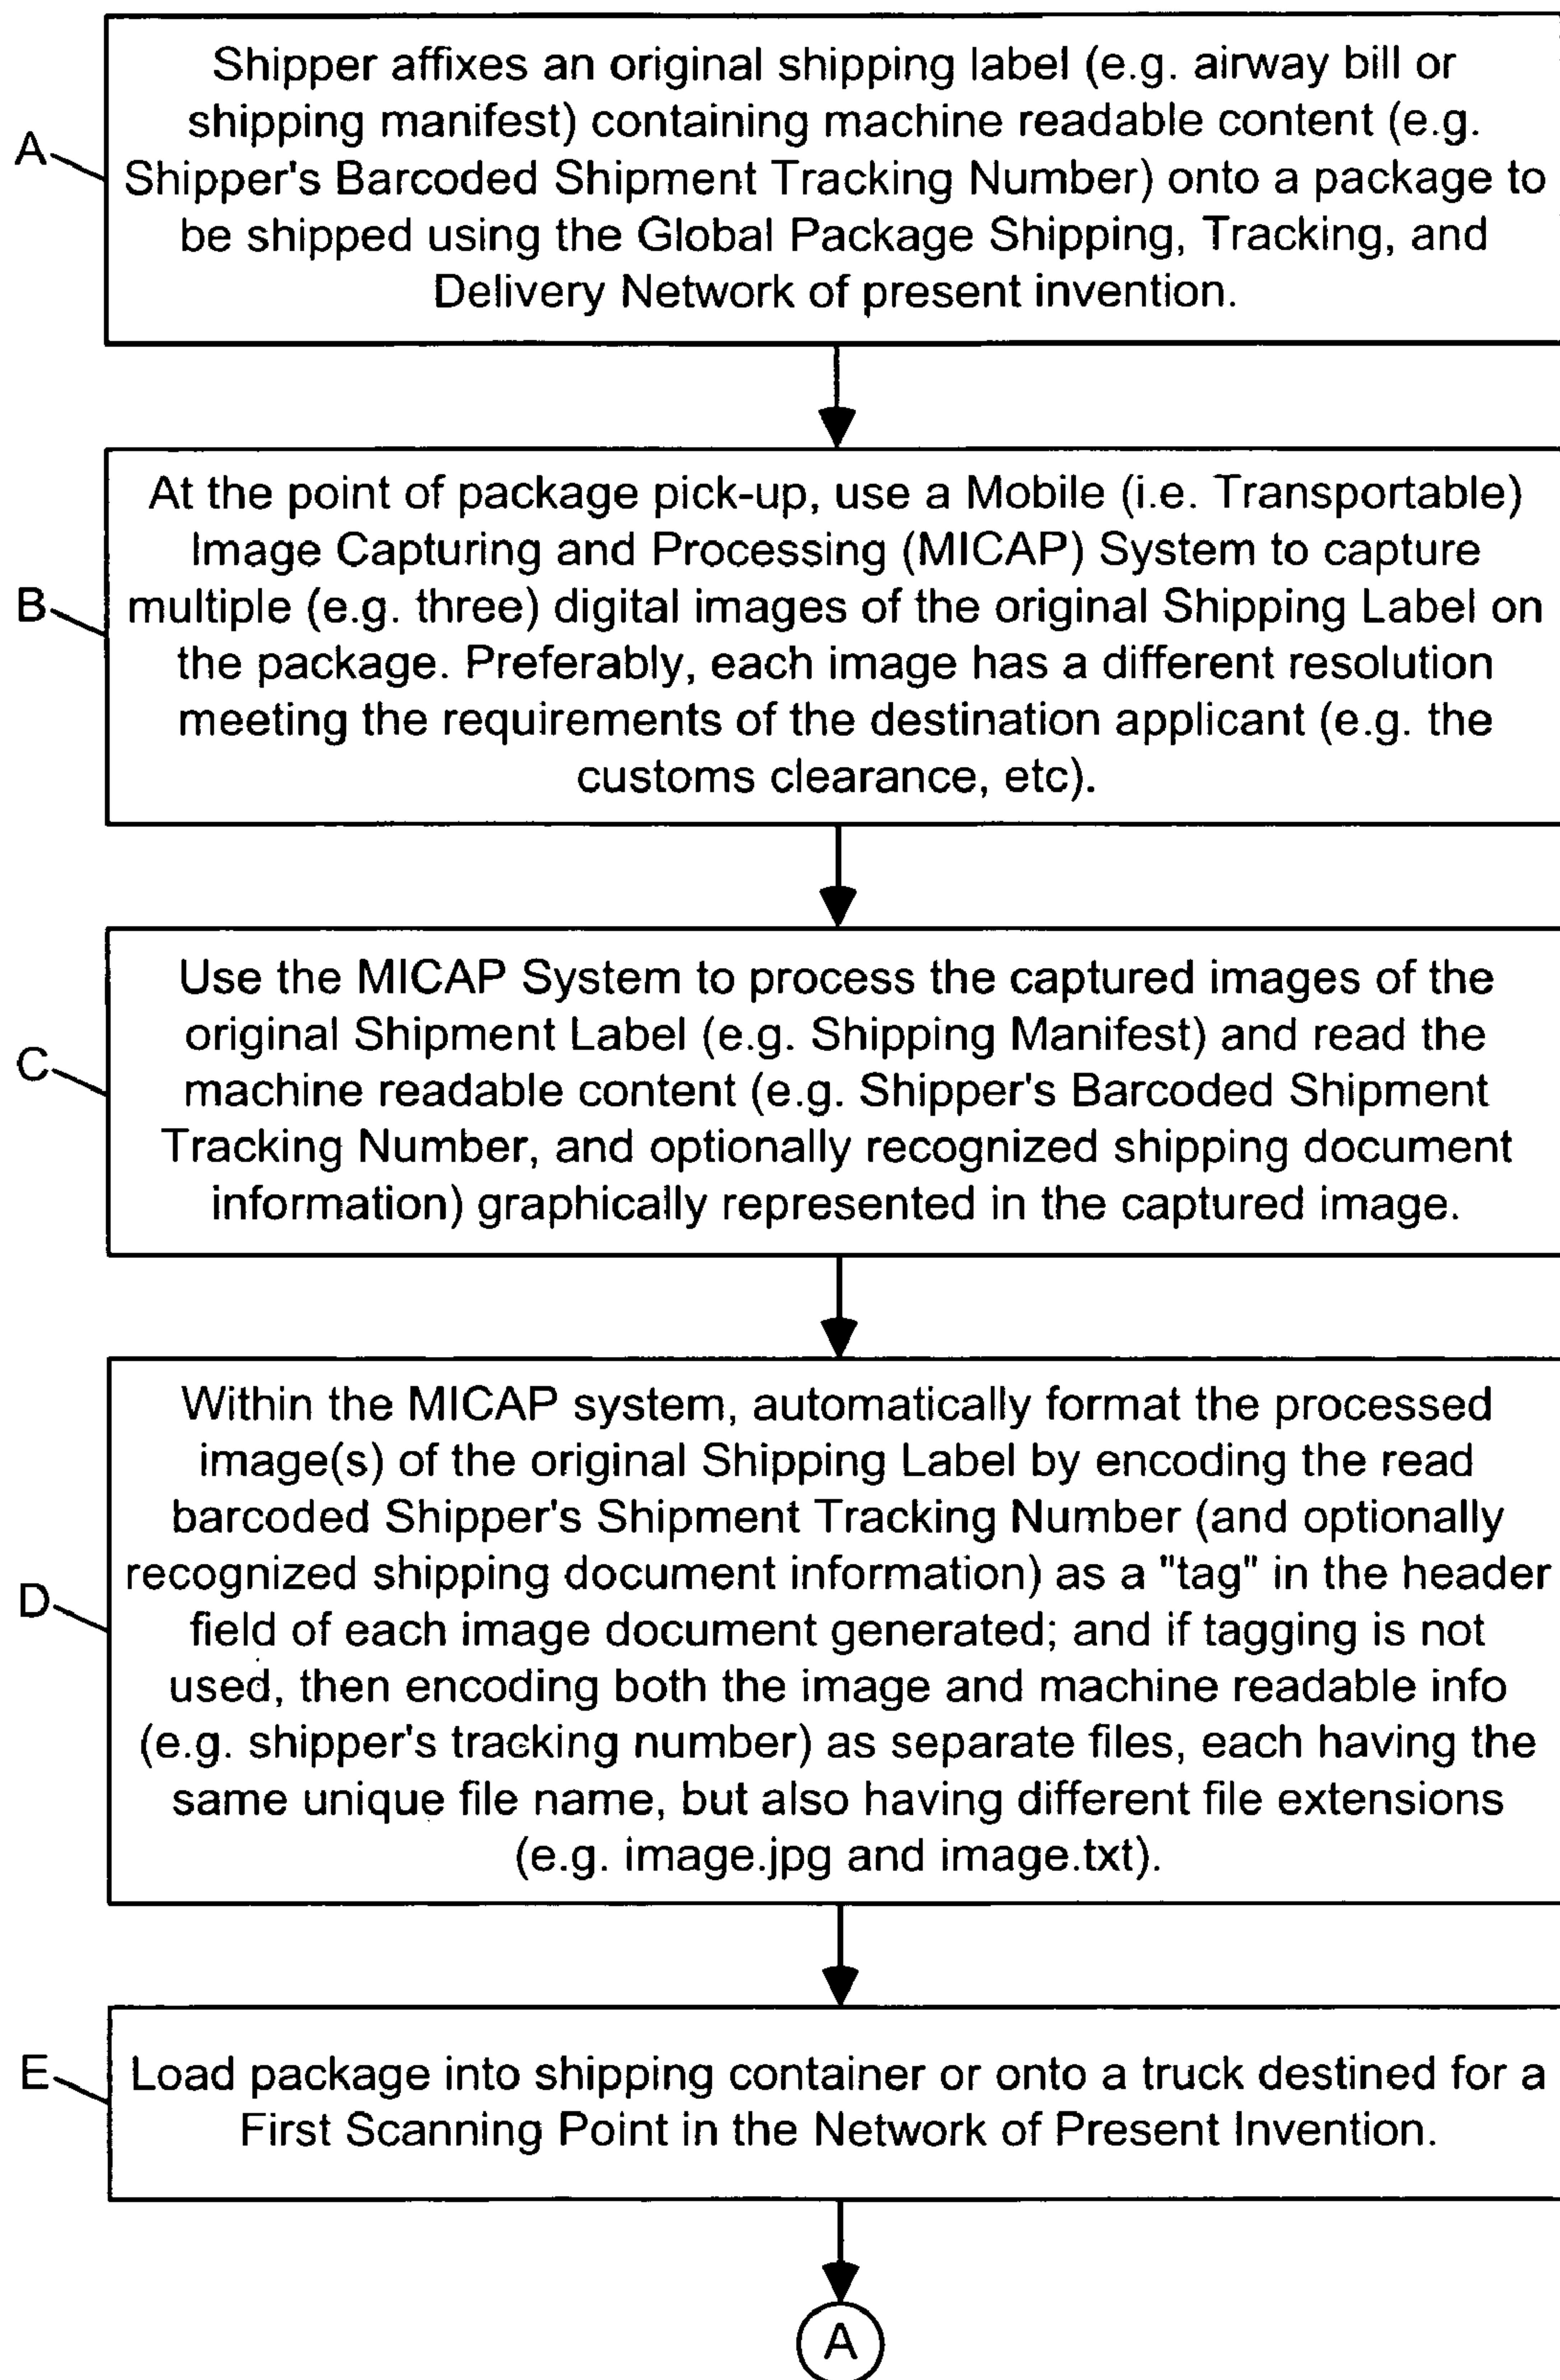 Shipper affixes an original shipping label (e.g. airway bill or
shipping manifest) containing machine readable content (e.g.
A
Shipper's Barcoded Shipment Tracking Number) onto a package to
be shipped using the Global Package Shipping, Tracking, and
Delivery Network of present invention.
At the point of package pick-up, use a Mobile (i.e. Transportable)
Image Capturing and Processing (MICAP) System to capture
B
multiple (e.g. three) digital images of the original Shipping Label on
the package. Preferably, each image has a different resolution
meeting the requirements of the destination applicant (e.g. the
customs clearance, etc).
Use the MICAP System to process the captured images of the
original Shipment Label (e.g. Shipping Manifest) and read the
C
machine readable content (e.g. Shipper's Barcoded Shipment
Tracking Number, and optionally recognized shipping document
information) graphically represented in the captured image.
Within the MICAP system, automatically format the processed
image(s) of the original Shipping Label by encoding the read
barcoded Shipper's Shipment Tracking Number (and optionally
recognized shipping document information) as a "tag" in the header
D
field of each image document generated; and if tagging is not
used, then encoding both the image and machine readable info
(e.g. shipper's tracking number) as separate files, each having the
same unique file name, but also having different file extensions
(e.g. image.jpg and image.txt).
E
Load package into shipping container or onto a truck destined for a
First Scanning Point in the Network of Present Invention.
A